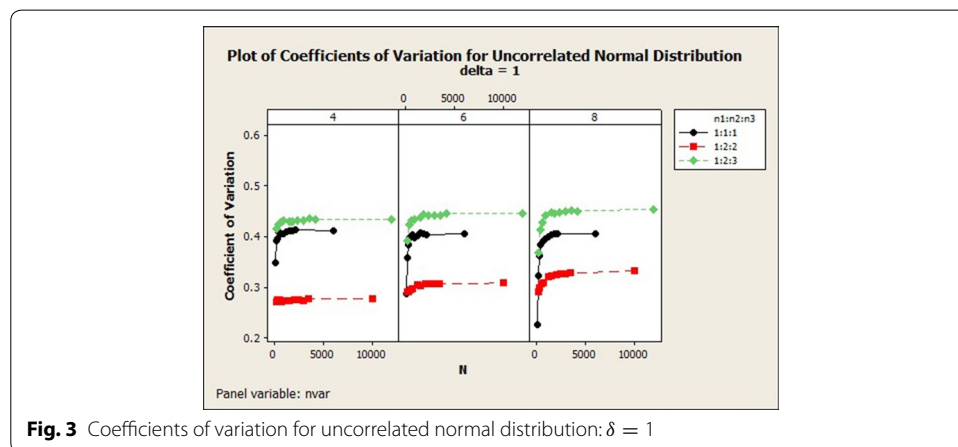 Plot of Coefficients of Variation for Uncorrelated Normal Distribution
delta = 1
0 5000 10000
4 6 8
n1:n2:n3
1:1:1
1:2:2
1:2:3
0.6
0.5
0.4
0.3
0.2
Coefficient of Variation
0 5000 10000 0 5000 10000
N
Panel variable: nvar
Fig. 3 Coefficients of variation for uncorrelated normal distribution: δ = 1